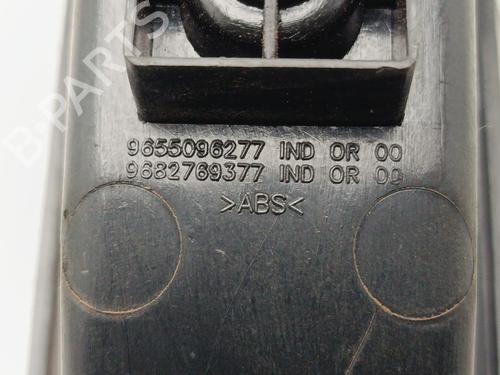 B-PARTS
9655096277 IND OR 00
9682769377 IND OR 00
>ABS<